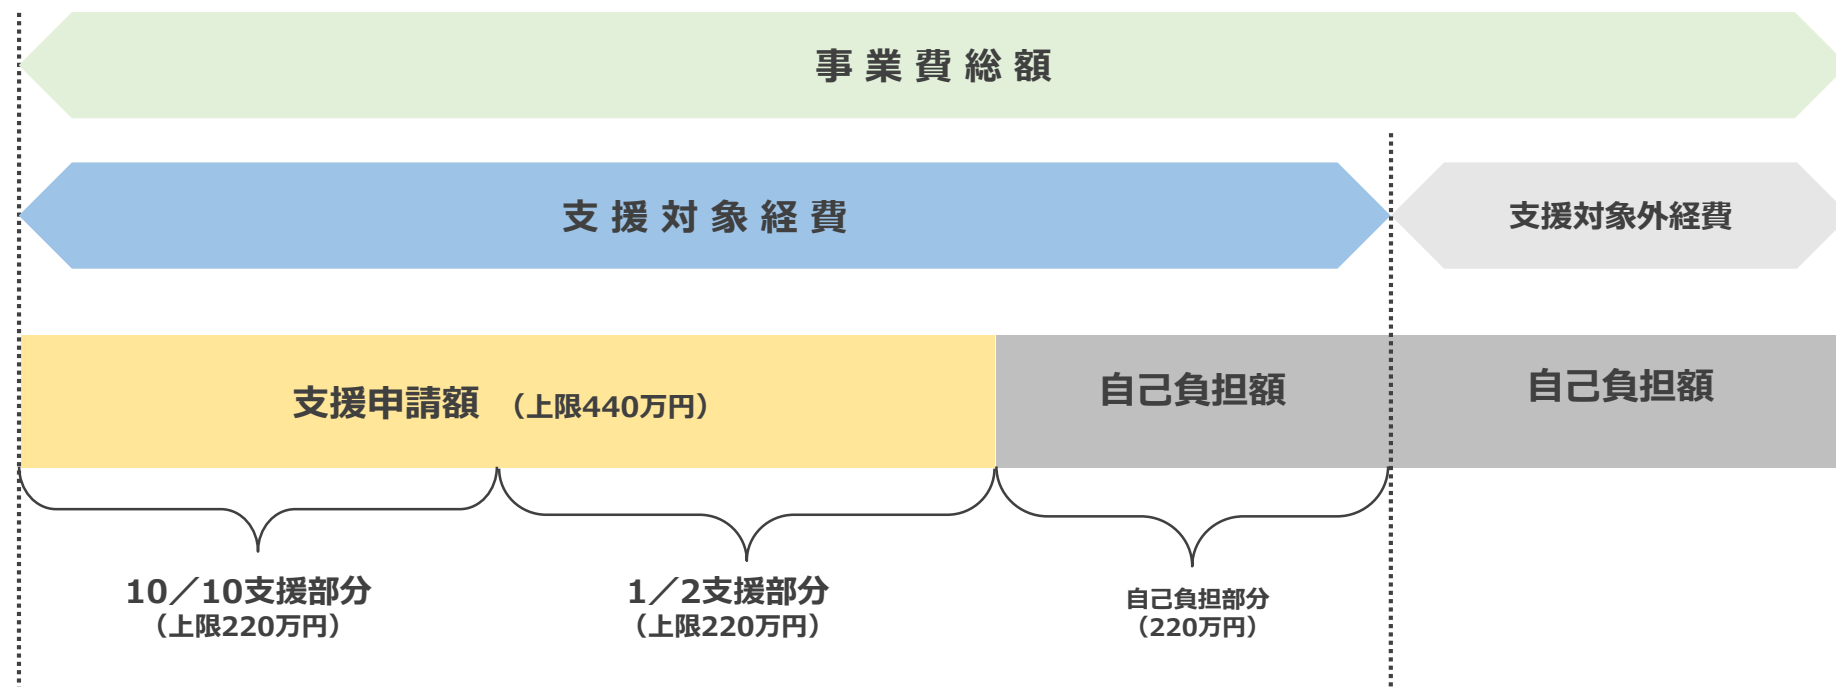 事業費総額
支援対象経費
支援対象外経費
支援申請額 （上限440万円）
自己負担額
自己負担額
10／10支援部分
（上限220万円）
1／2支援部分
（上限220万円）
自己負担部分
（220万円）